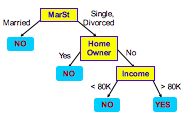 MarSt
Married
Single,
Divorced
NO
Home
Owner
Yes
No
NO
Income
< 80K
> 80K
NO
YES